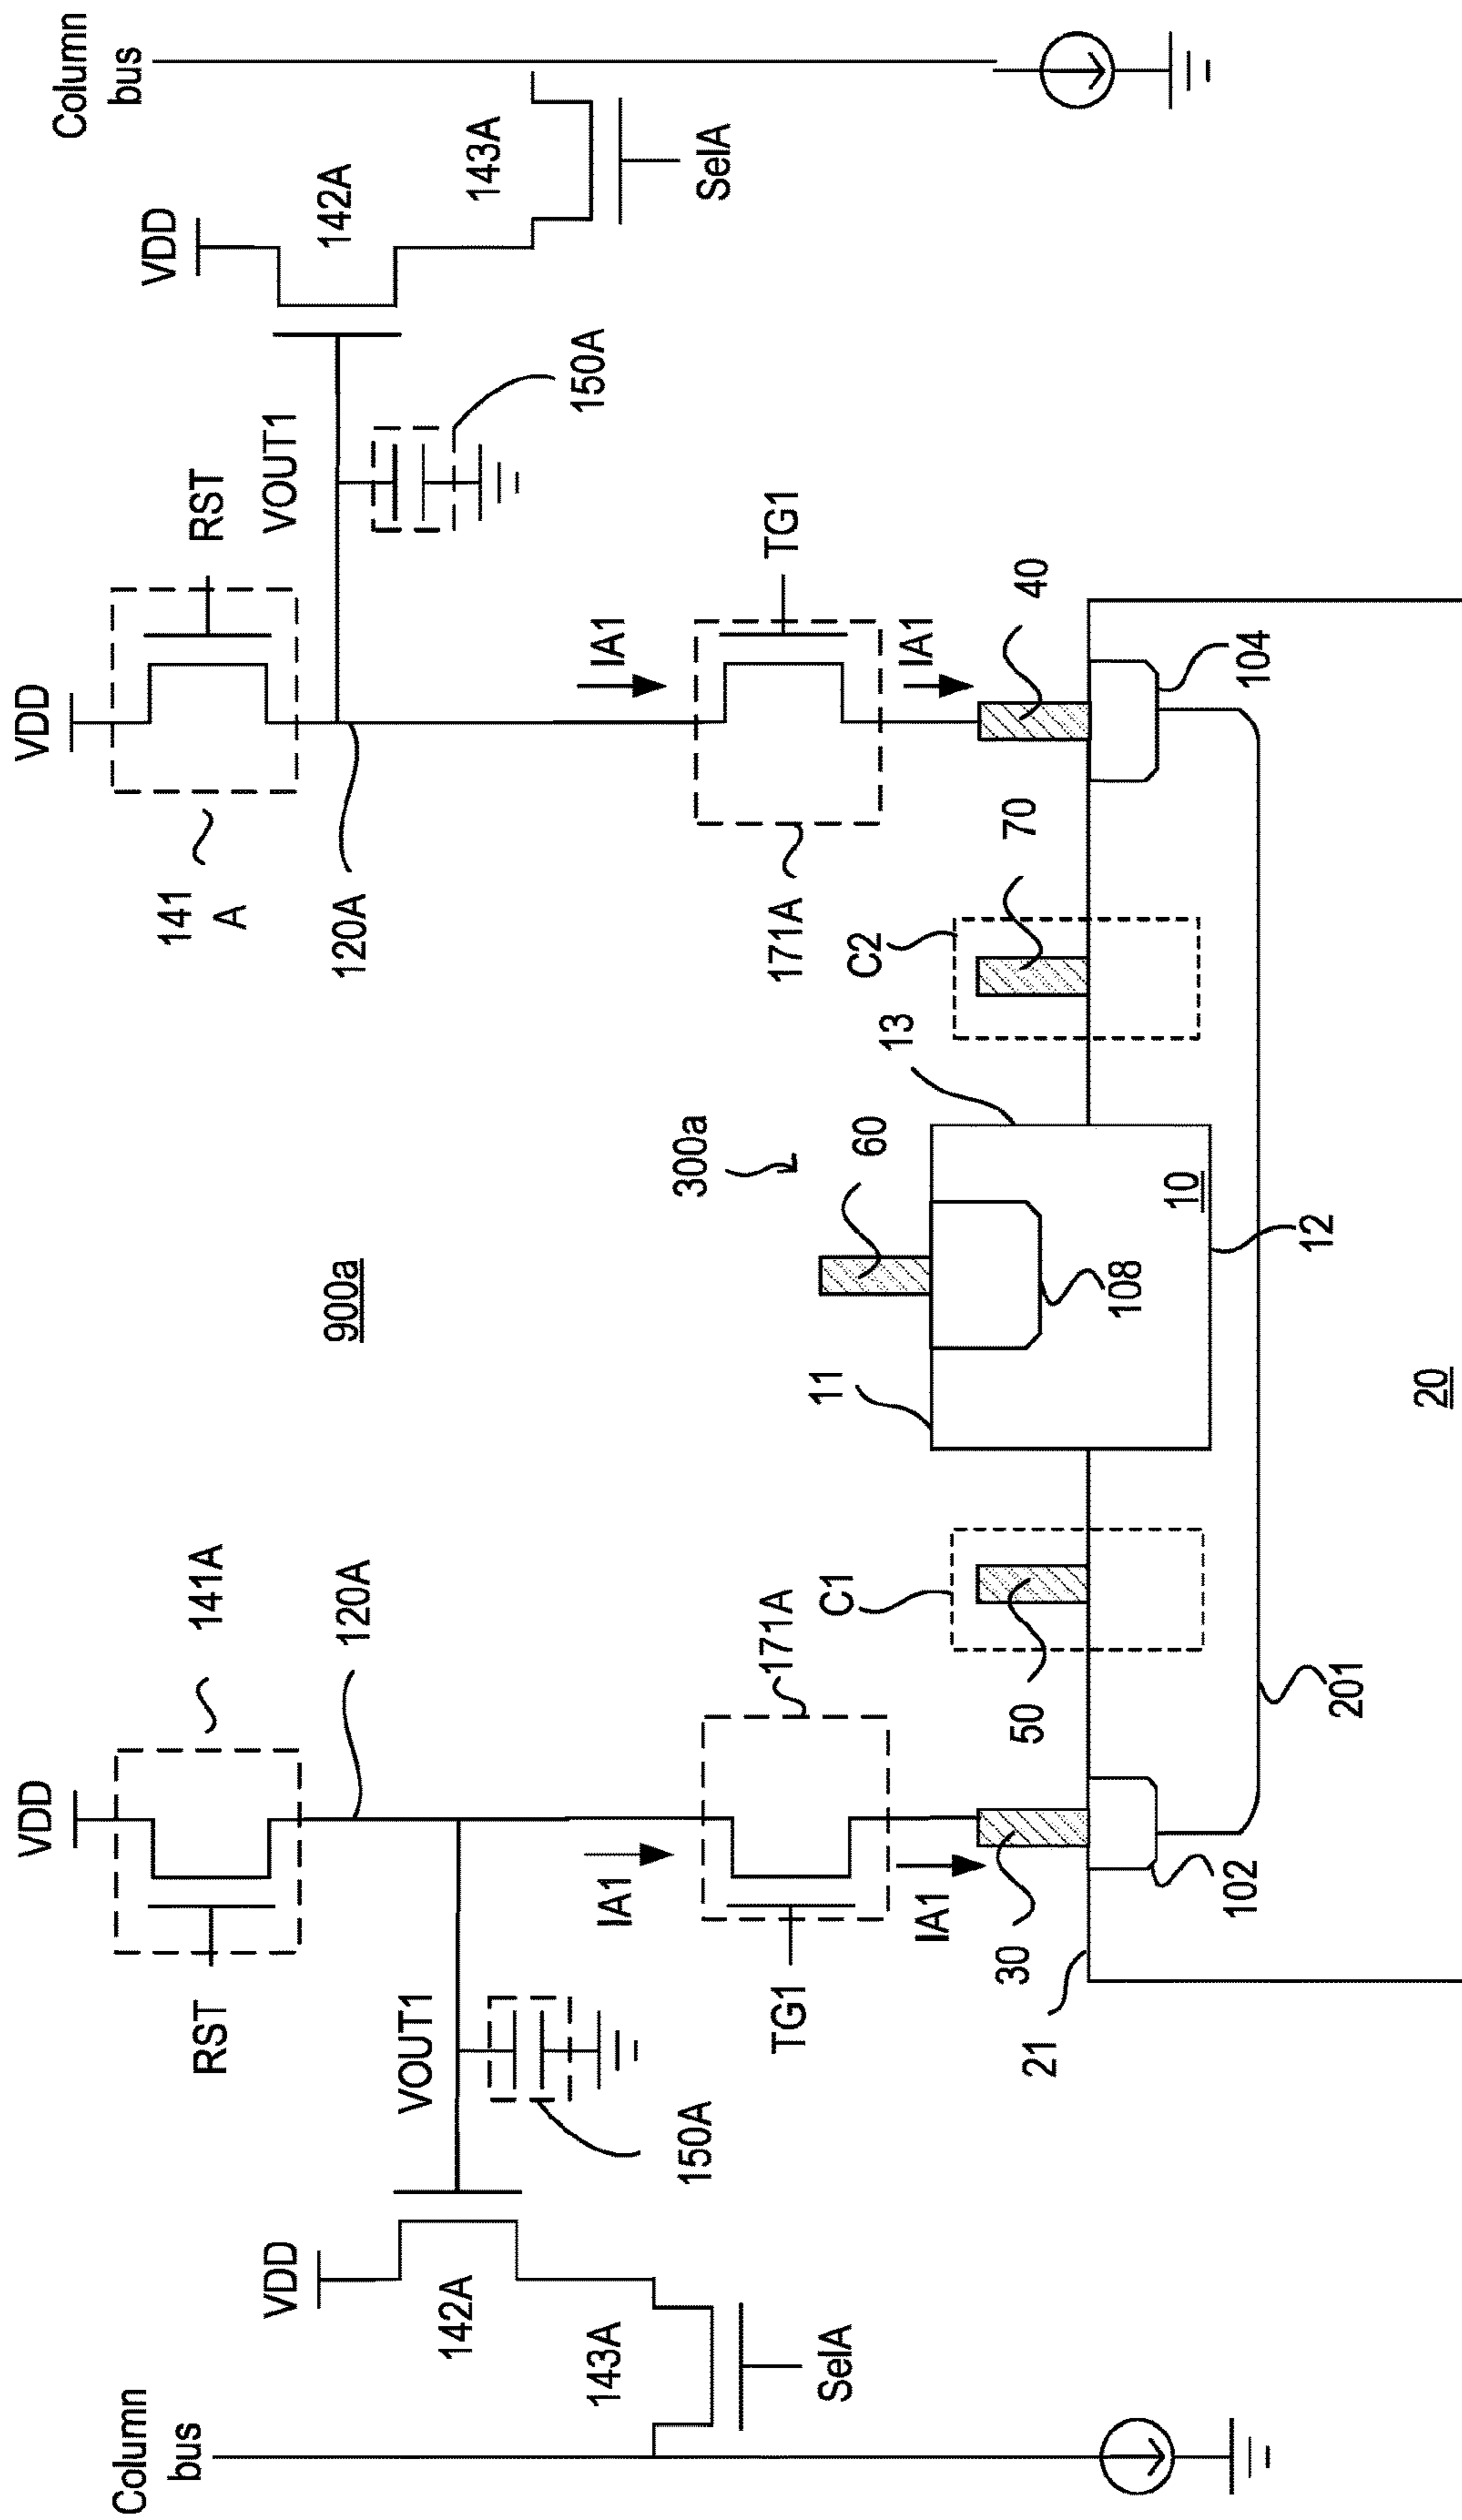 900a
Column
bus
VDD
142A
143A
SelA
VOUT1
150A
RST
VDD
141A
120A
IA1
171A
TG1
IA1
30
21
102
50
C1
201
11
300a
60
108
10
12
13
20
C2
70
40
104
VDD
141
A
120A
RST
VOUT1
150A
IA1
171A
TG1
IA1
VDD
142A
143A
SelA
Column
bus